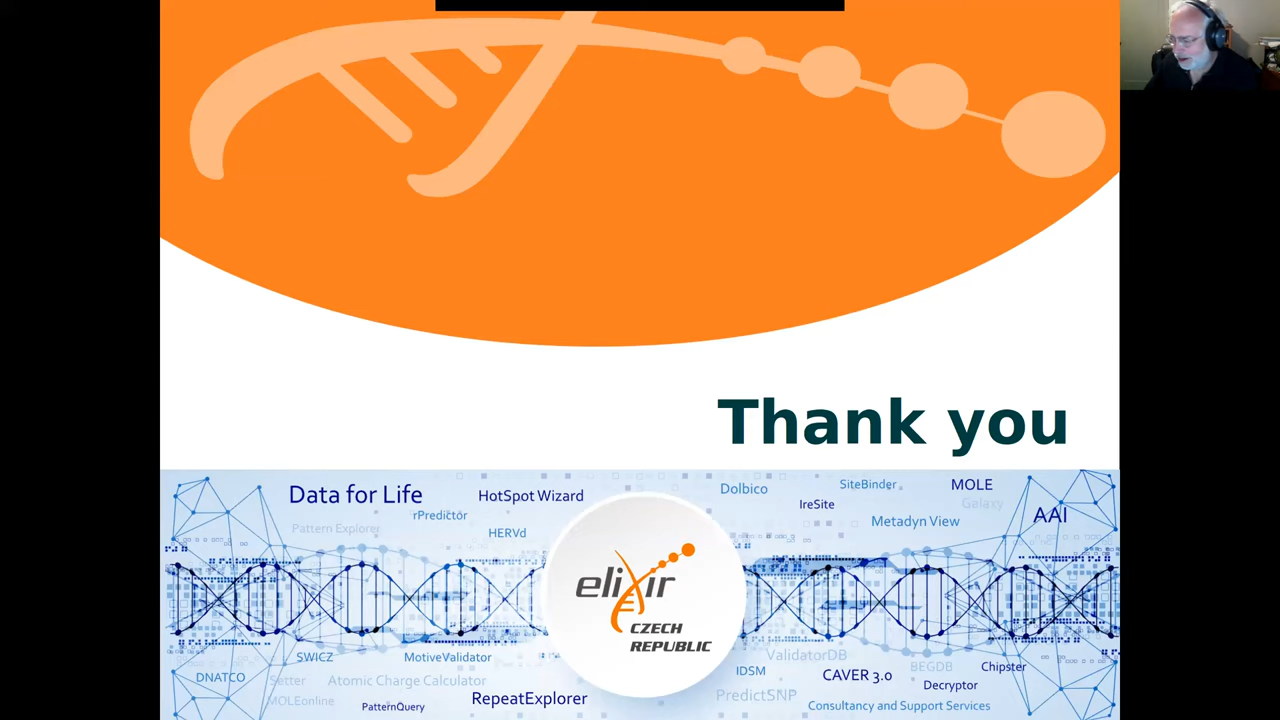 Thank you
Data for Life
HotSpot Wizard
Dolbico
SiteBinder
MOLE
rPredictor
IreSite
Galaxy
Pattern Explorer
HERVd
Metadyn View
AAI
elixir
CZECH
REPUBLIC
SWICZ
MotiveValidator
ValidatorDB
DNATCO
Setter
Atomic Charge Calculator
IDSM
CAVER 3.0
BEGDB
Chipster
MOLEonline
PatternQuery
RepeatExplorer
PredictSNP
Decryptor
Consultancy and Support Services